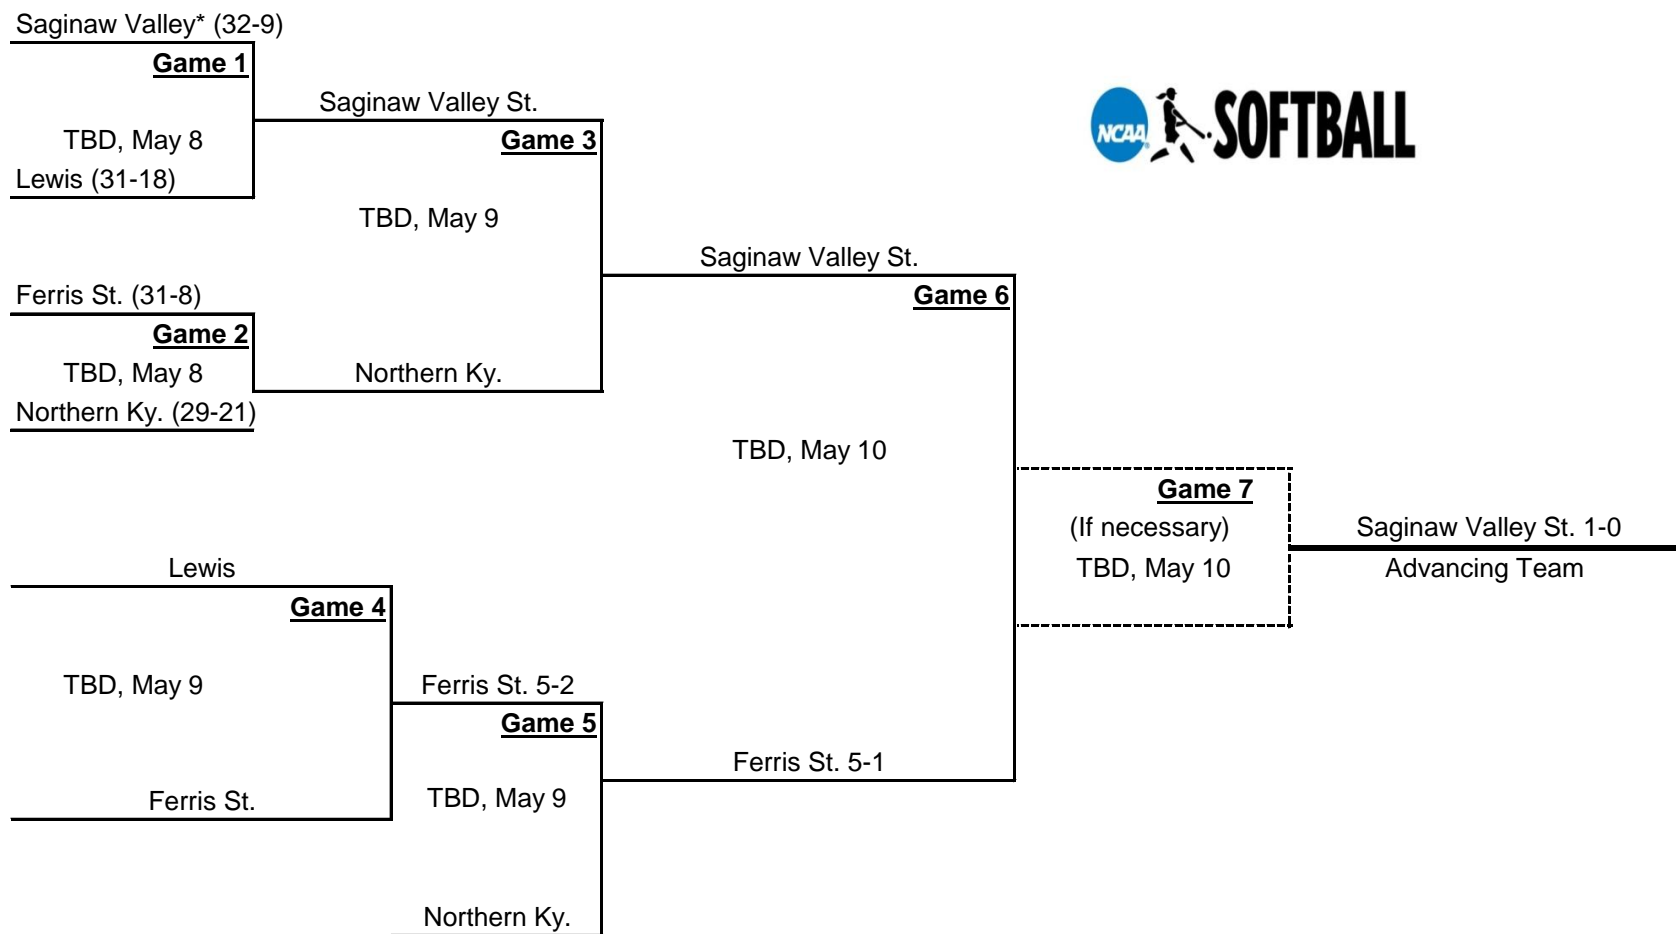 Saginaw Valley* (32-9)
Game 1
Saginaw Valley St.
TBD, May 8
Game 3
Lewis (31-18)
TBD, May 9
NCAA SOFTBALL
Saginaw Valley St.
Ferris St. (31-8)
Game 6
Game 2
TBD, May 8
Northern Ky.
Northern Ky. (29-21)
TBD, May 10
Game 7
(If necessary)
Saginaw Valley St. 1-0
TBD, May 10
Advancing Team
Lewis
Game 4
TBD, May 9
Ferris St. 5-2
Game 5
Ferris St. 5-1
Ferris St.
TBD, May 9
Northern Ky.